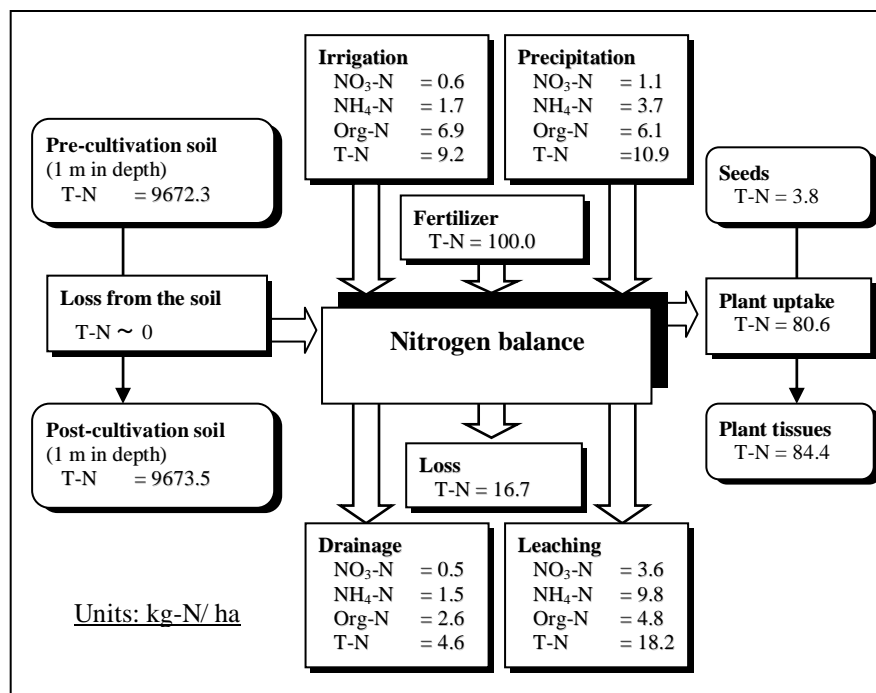 Irrigation
NO₃-N = 0.6
NH₄-N = 1.7
Org-N = 6.9
T-N = 9.2
Precipitation
NO₃-N = 1.1
NH₄-N = 3.7
Org-N = 6.1
T-N =10.9
Pre-cultivation soil
(1 m in depth)
T-N = 9672.3
Seeds
T-N = 3.8
Fertilizer
T-N = 100.0
Loss from the soil
T-N ~ 0
Nitrogen balance
Plant uptake
T-N = 80.6
Post-cultivation soil
(1 m in depth)
T-N = 9673.5
Loss
T-N = 16.7
Plant tissues
T-N = 84.4
Drainage
NO₃-N = 0.5
NH₄-N = 1.5
Org-N = 2.6
T-N = 4.6
Leaching
NO₃-N = 3.6
NH₄-N = 9.8
Org-N = 4.8
T-N = 18.2
Units: kg-N/ ha